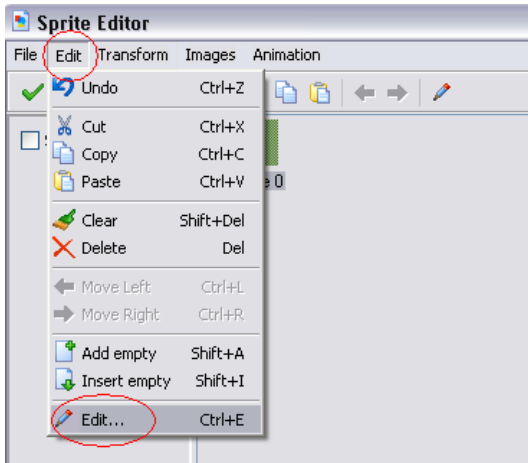 Sprite Editor
File Edit Transform Images Animation
Undo Ctrl+Z
Cut Ctrl+X
Copy Ctrl+C
Paste Ctrl+V
e 0
Clear Shift+Del
Delete Del
Move Left Ctrl+L
Move Right Ctrl+R
Add empty Shift+A
Insert empty Shift+I
Edit... Ctrl+E